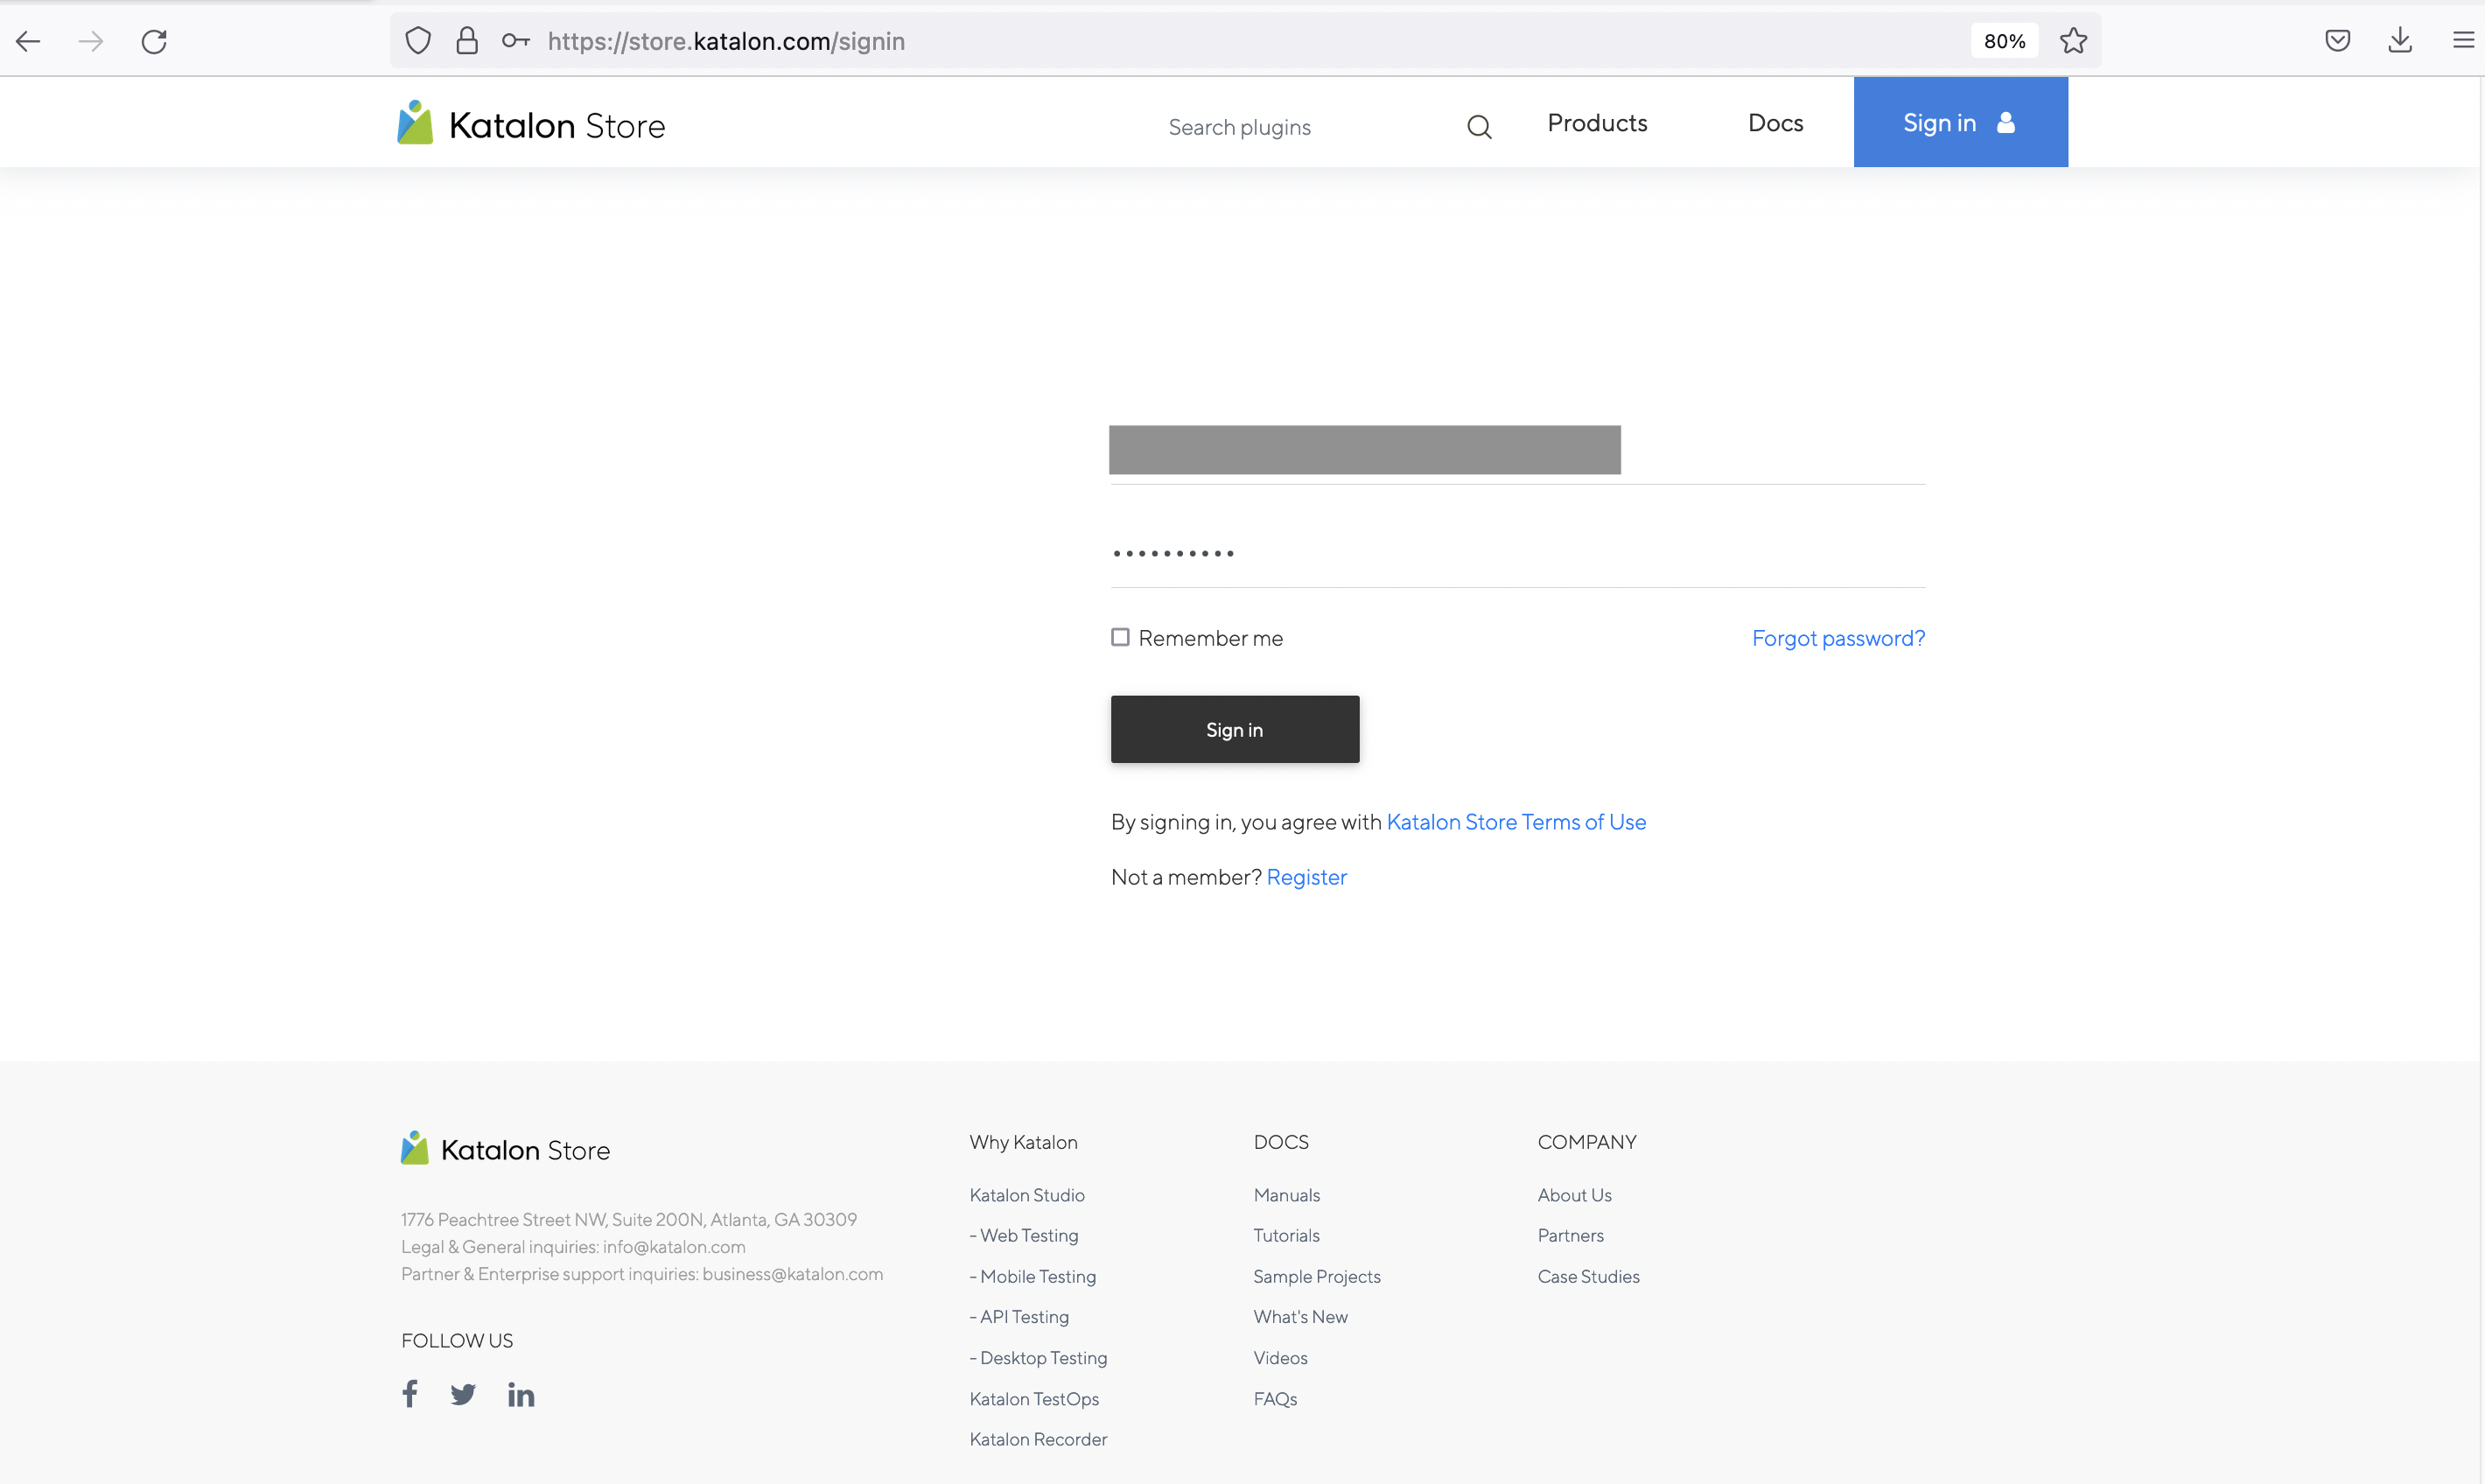 https://store.katalon.com/signin
80%
Katalon Store
Search plugins
Products
Docs
Sign in
••••••••••
Remember me
Forgot password?
Sign in
By signing in, you agree with Katalon Store Terms of Use
Not a member? Register
Katalon Store
1776 Peachtree Street NW, Suite 200N, Atlanta, GA 30309
Legal & General inquiries: info@katalon.com
Partner & Enterprise support inquiries: business@katalon.com
FOLLOW US
Why Katalon
Katalon Studio
- Web Testing
- Mobile Testing
- API Testing
- Desktop Testing
Katalon TestOps
Katalon Recorder
DOCS
Manuals
Tutorials
Sample Projects
What's New
Videos
FAQs
COMPANY
About Us
Partners
Case Studies